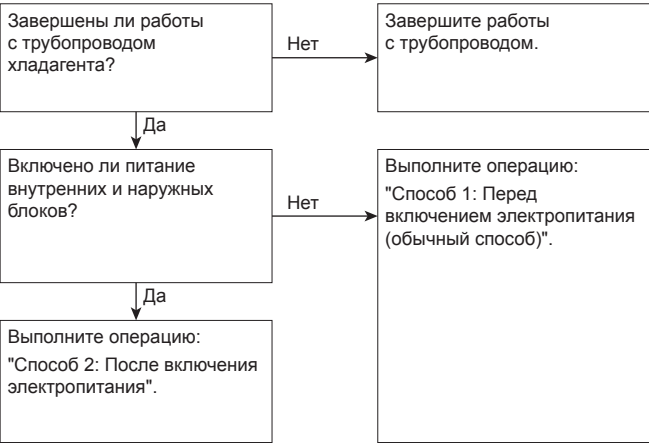 Завершены ли работы
с трубопроводом
хладагента?
Нет
Завершите работы
с трубопроводом.
Да
Включено ли питание
внутренних и наружных
блоков?
Нет
Выполните операцию:
"Способ 1: Перед
включением электропитания
(обычный способ)".
Да
Выполните операцию:
"Способ 2: После включения
электропитания".